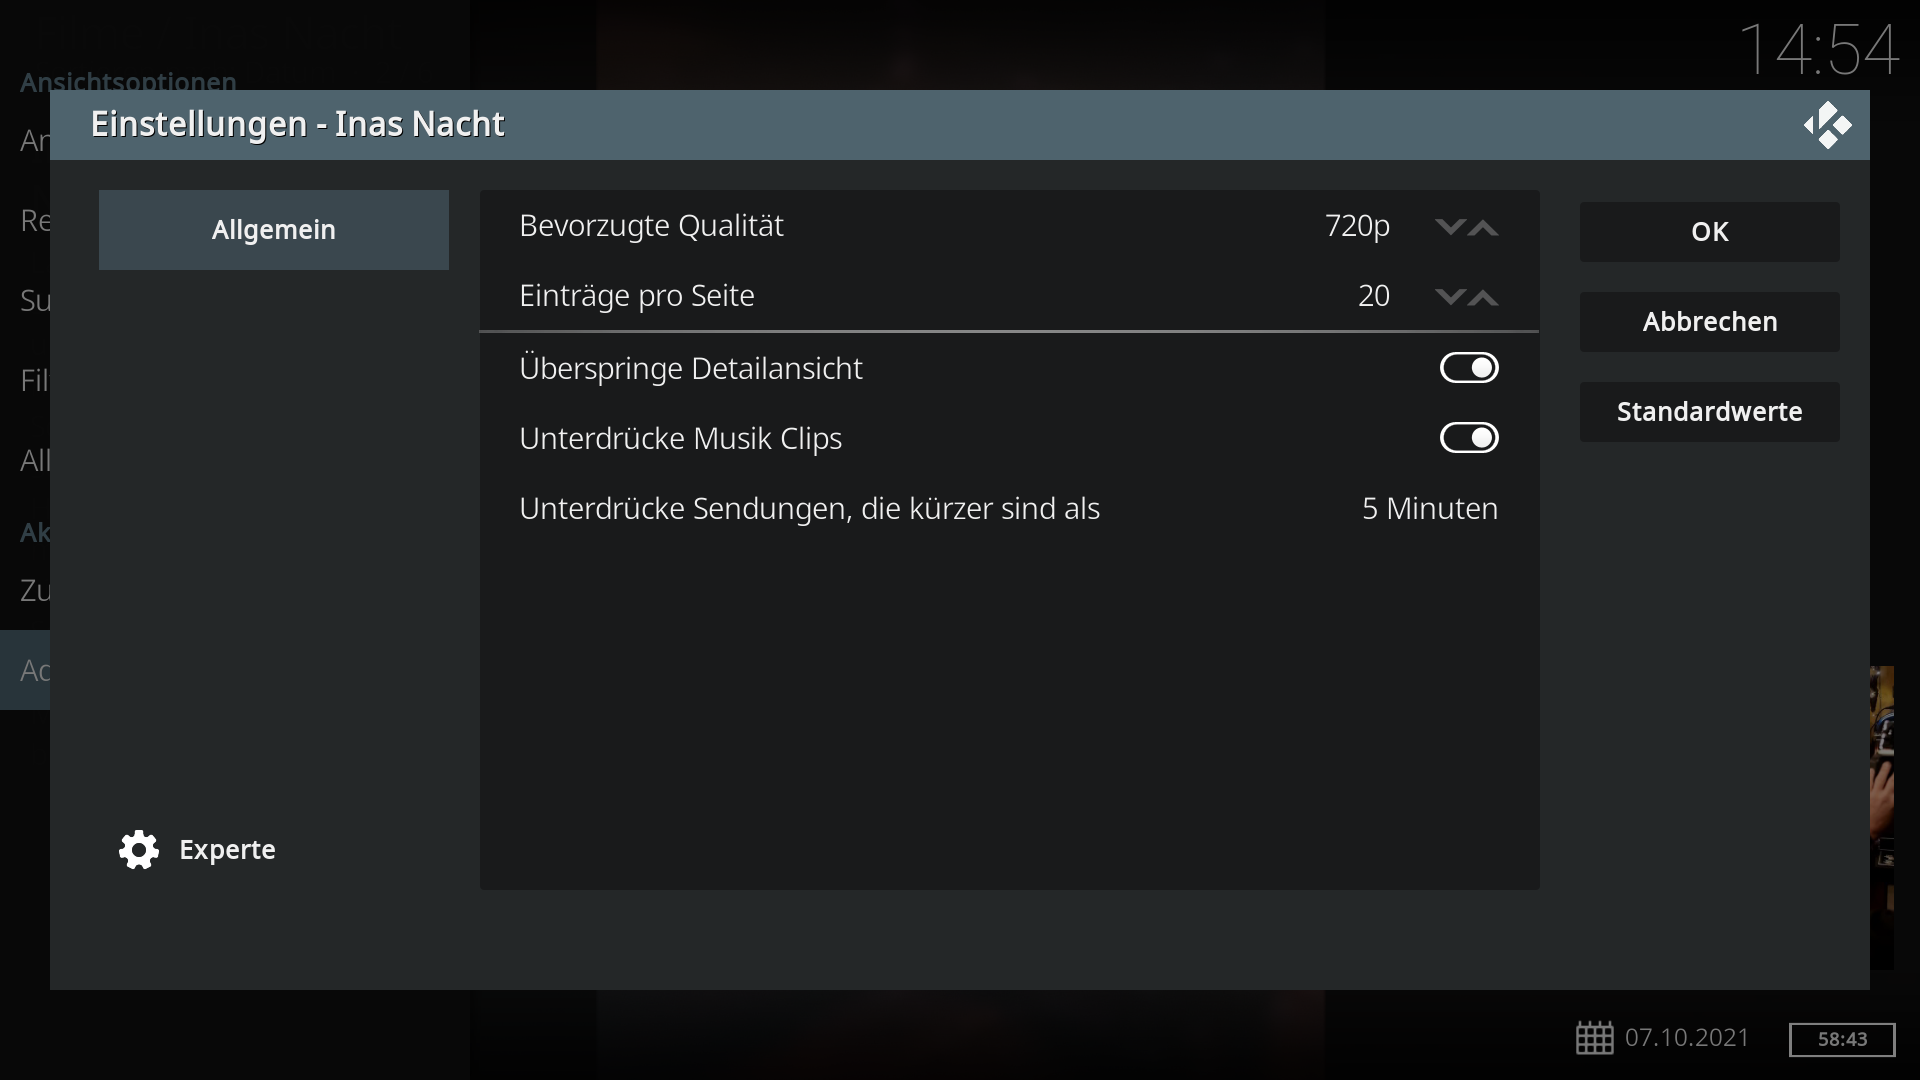 14:54
Ansichtsoptionen
Einstellungen - Inas Nacht
An
Re
Su
Fil
All
Ak
Zu
Ad
Allgemein
Bevorzugte Qualität 720p
Einträge pro Seite 20
Überspringe Detailansicht
Unterdrücke Musik Clips
Unterdrücke Sendungen, die kürzer sind als 5 Minuten
OK
Abbrechen
Standardwerte
Experte
07.10.2021
58:43